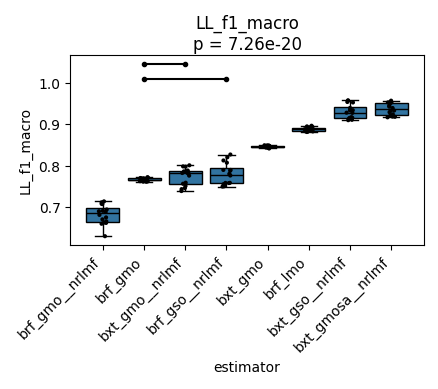 LL_f1_macro
p = 7.26e-20
LL_f1_macro
1.0
0.9
0.8
0.7
brf_gmo__nrlmf
brf_gmo
bxt_gmo__nrlmf
brf_gso__nrlmf
bxt_gmo
brf_lmo
bxt_gso__nrlmf
bxt_gmosa__nrlmf
estimator